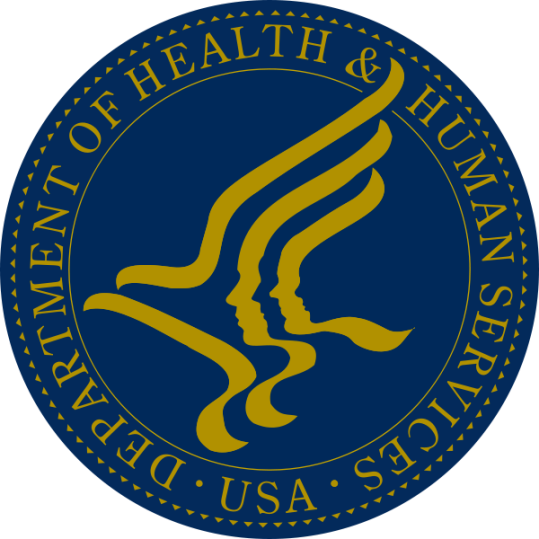 DEPARTMENT OF HEALTH & HUMAN SERVICES
· USA ·